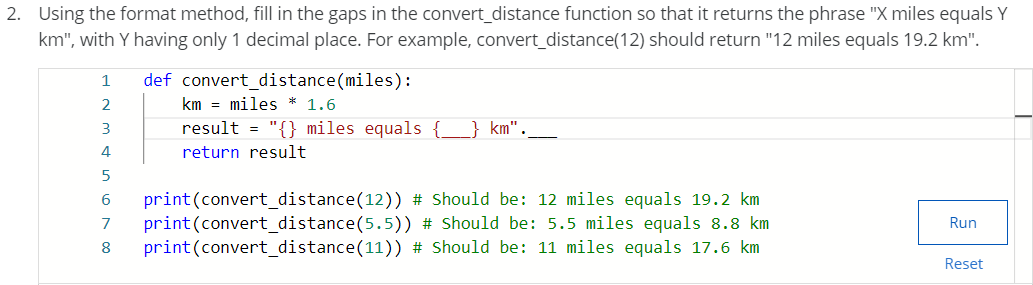 2. Using the format method, fill in the gaps in the convert_distance function so that it returns the phrase "X miles equals Y
km", with Y having only 1 decimal place. For example, convert_distance(12) should return "12 miles equals 19.2 km".
1 def convert_distance(miles):
2     km = miles * 1.6
3     result = "{} miles equals {___} km".___
4     return result
5
6 print(convert_distance(12)) # Should be: 12 miles equals 19.2 km
7 print(convert_distance(5.5)) # Should be: 5.5 miles equals 8.8 km
8 print(convert_distance(11)) # Should be: 11 miles equals 17.6 km
Run
Reset